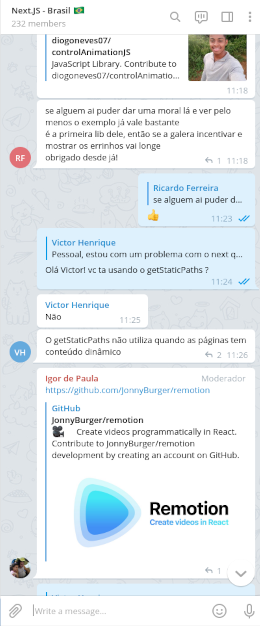 Next.JS - Brasil 🇧🇷
232 members
diogoneves07/
controlAnimationJS
JavaScript Library. Contribute to
diogoneves07/controlAnimatio...
11:18
se alguem ai puder dar uma moral lá e ver pelo
menos o exemplo já vale bastante
é a primeira lib dele, então se a galera incentivar e
mostrar os errinhos vai longe
obrigado desde já!
1 11:18
RF
Ricardo Ferreira
se alguem ai puder d...
👍
11:23
Victor Henrique
Pessoal, estou com um problema com o next q...
Olá Victor! vc ta usando o getStaticPaths ?
11:24
Victor Henrique
Não
11:25
O getStaticPaths não utiliza quando as páginas tem
conteúdo dinâmico
2 11:26
VH
Igor de Paula Moderador
https://github.com/JonnyBurger/remotion
GitHub
JonnyBurger/remotion
🎥 Create videos programmatically in React.
Contribute to JonnyBurger/remotion
development by creating an account on GitHub.
Remotion
Create videos in React
1
Write a message...